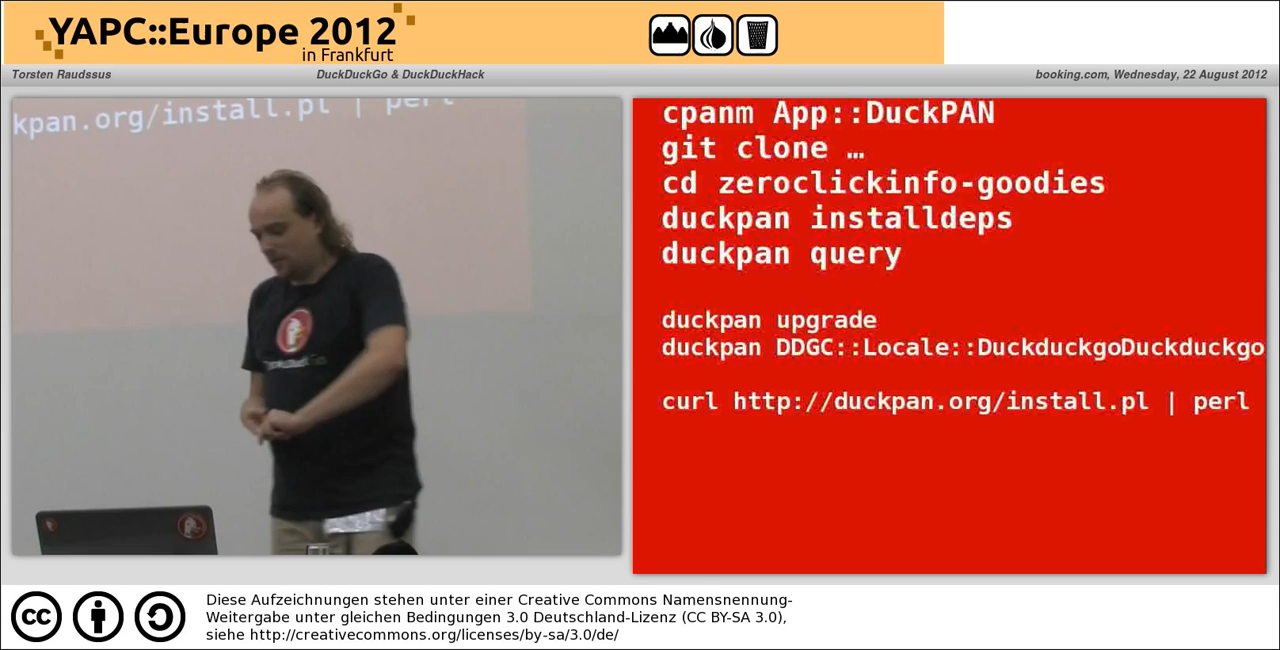 YAPC::Europe 2012
in Frankfurt
Torsten Raudssus
DuckDuckGo & DuckDuckHack
booking.com, Wednesday, 22 August 2012
kpan.org/install.pl | perl
cpanm App::DuckPAN
git clone …
cd zeroclickinfo-goodies
duckpan installdeps
duckpan query
duckpan upgrade
duckpan DDGC::Locale::DuckduckgoDuckduckgo
curl http://duckpan.org/install.pl | perl
cc
Diese Aufzeichnungen stehen unter einer Creative Commons Namensnennung-
Weitergabe unter gleichen Bedingungen 3.0 Deutschland-Lizenz (CC BY-SA 3.0),
siehe http://creativecommons.org/licenses/by-sa/3.0/de/